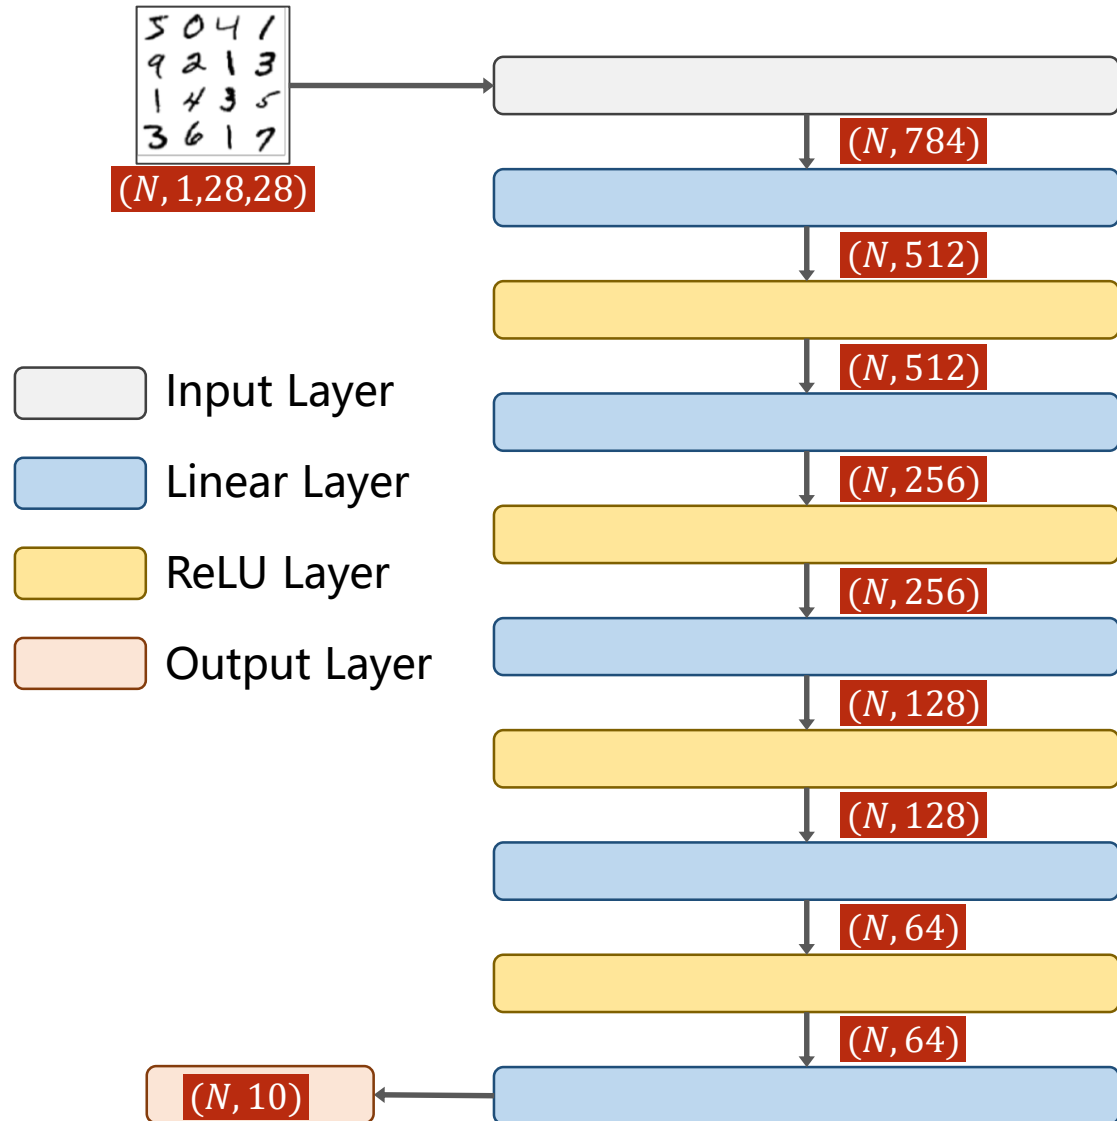 5 0 4 1
9 2 1 3
1 4 3 5
3 6 1 7
(N, 1,28,28)
(N, 784)
(N, 512)
(N, 512)
(N, 256)
(N, 256)
(N, 128)
(N, 128)
(N, 64)
(N, 64)
(N, 10)
Input Layer
Linear Layer
ReLU Layer
Output Layer